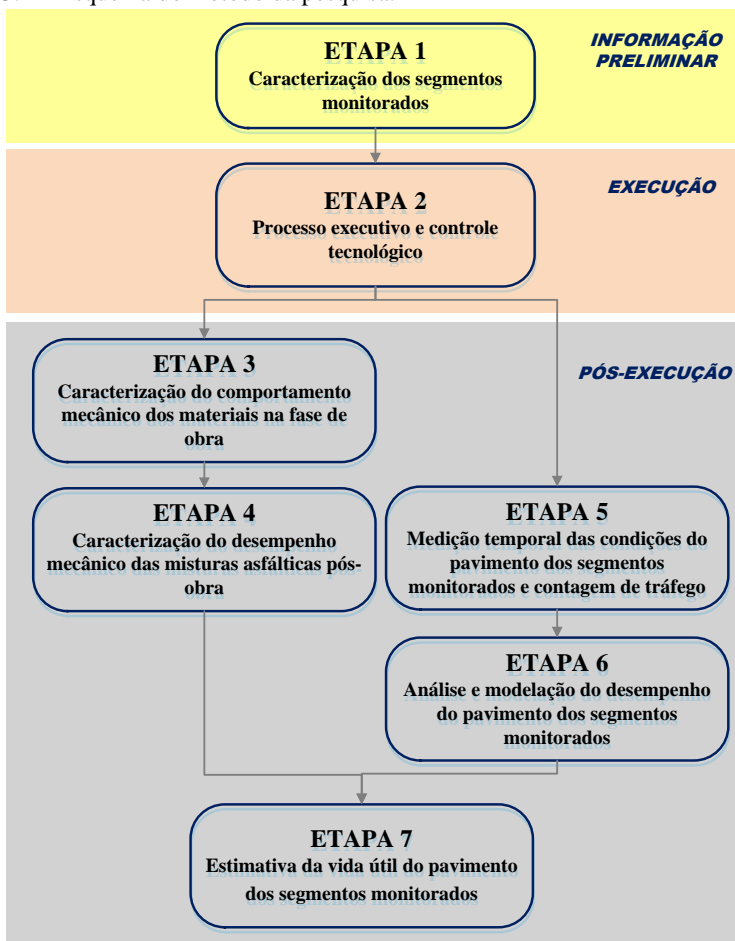 ETAPA 1
Caracterização dos segmentos
monitorados
INFORMAÇÃO
PRELIMINAR
ETAPA 2
Processo executivo e controle
tecnológico
EXECUÇÃO
ETAPA 3
Caracterização do comportamento
mecânico dos materiais na fase de
obra
PÓS-EXECUÇÃO
ETAPA 4
Caracterização do desempenho
mecânico das misturas asfálticas pós-
obra
ETAPA 5
Medição temporal das condições do
pavimento dos segmentos
monitorados e contagem de tráfego
ETAPA 6
Análise e modelação do desempenho
do pavimento dos segmentos
monitorados
ETAPA 7
Estimativa da vida útil do pavimento
dos segmentos monitorados